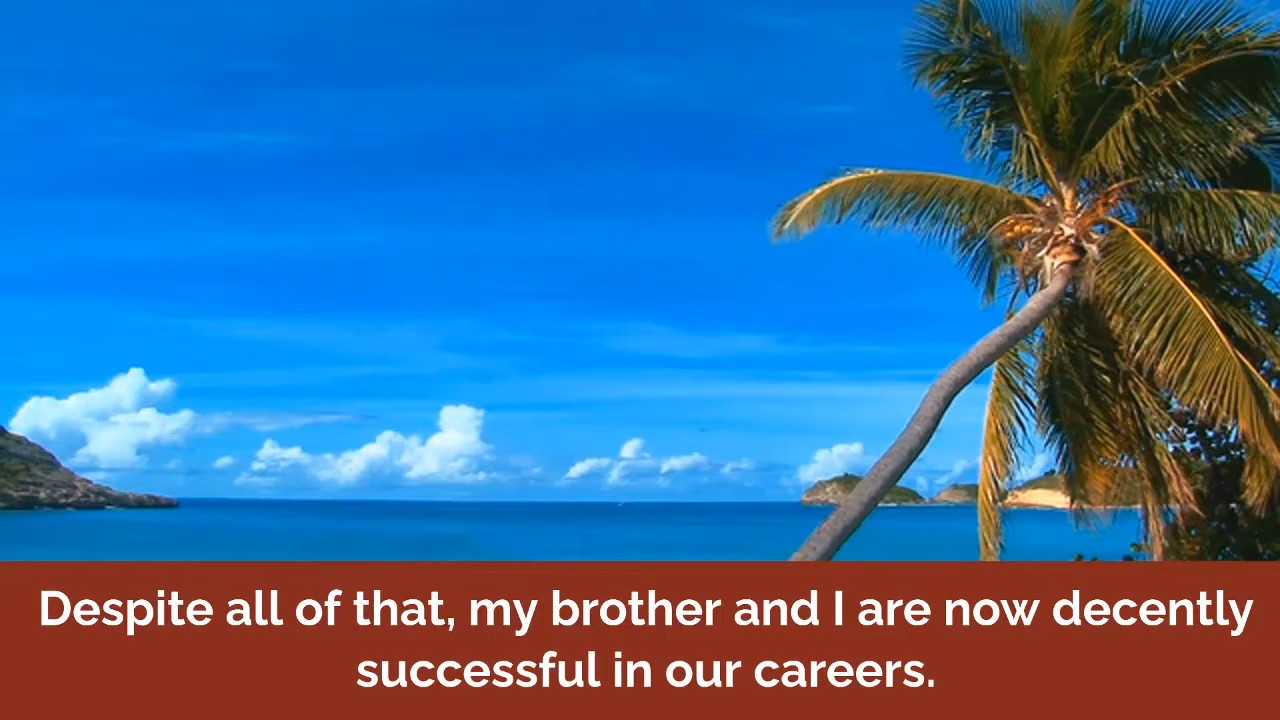 Despite all of that, my brother and I are now decently
successful in our careers.